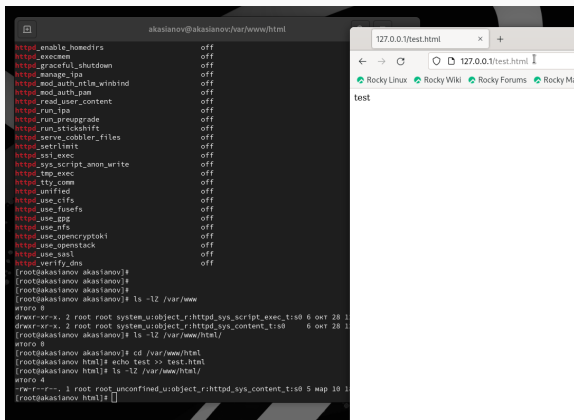 akasianov@akasianov:/var/www/html
httpd_enable_homedirs off
httpd_execmem off
httpd_graceful_shutdown off
httpd_manage_ipa off
httpd_mod_auth_ntlm_winbind off
httpd_mod_auth_pam off
httpd_read_user_content off
httpd_run_ipa off
httpd_run_preupgrade off
httpd_run_stickshift off
httpd_serve_cobbler_files off
httpd_setrlimit off
httpd_ssi_exec off
httpd_sys_script_anon_write off
httpd_tmp_exec off
httpd_tty_comm off
httpd_unified off
httpd_use_cifs off
httpd_use_fusefs off
httpd_use_gpg off
httpd_use_nfs off
httpd_use_opencryptoki off
httpd_use_openstack off
httpd_use_sasl off
httpd_verify_dns off
[root@akasianov akasianov]#
[root@akasianov akasianov]#
[root@akasianov akasianov]#
[root@akasianov akasianov]# ls -lZ /var/www
итого 0
drwxr-xr-x. 2 root root system_u:object_r:httpd_sys_script_exec_t:s0 6 окт 28 1
drwxr-xr-x. 2 root root system_u:object_r:httpd_sys_content_t:s0 6 окт 28 1
[root@akasianov akasianov]# ls -lZ /var/www/html/
итого 0
[root@akasianov akasianov]# cd /var/www/html
[root@akasianov html]# echo test >> test.html
[root@akasianov html]# ls -lZ /var/www/html/
итого 4
-rw-r--r--. 1 root root unconfined_u:object_r:httpd_sys_content_t:s0 5 мар 10 1
[root@akasianov html]#
127.0.0.1/test.html
127.0.0.1/test.html
Rocky Linux Rocky Wiki Rocky Forums Rocky Ma
test